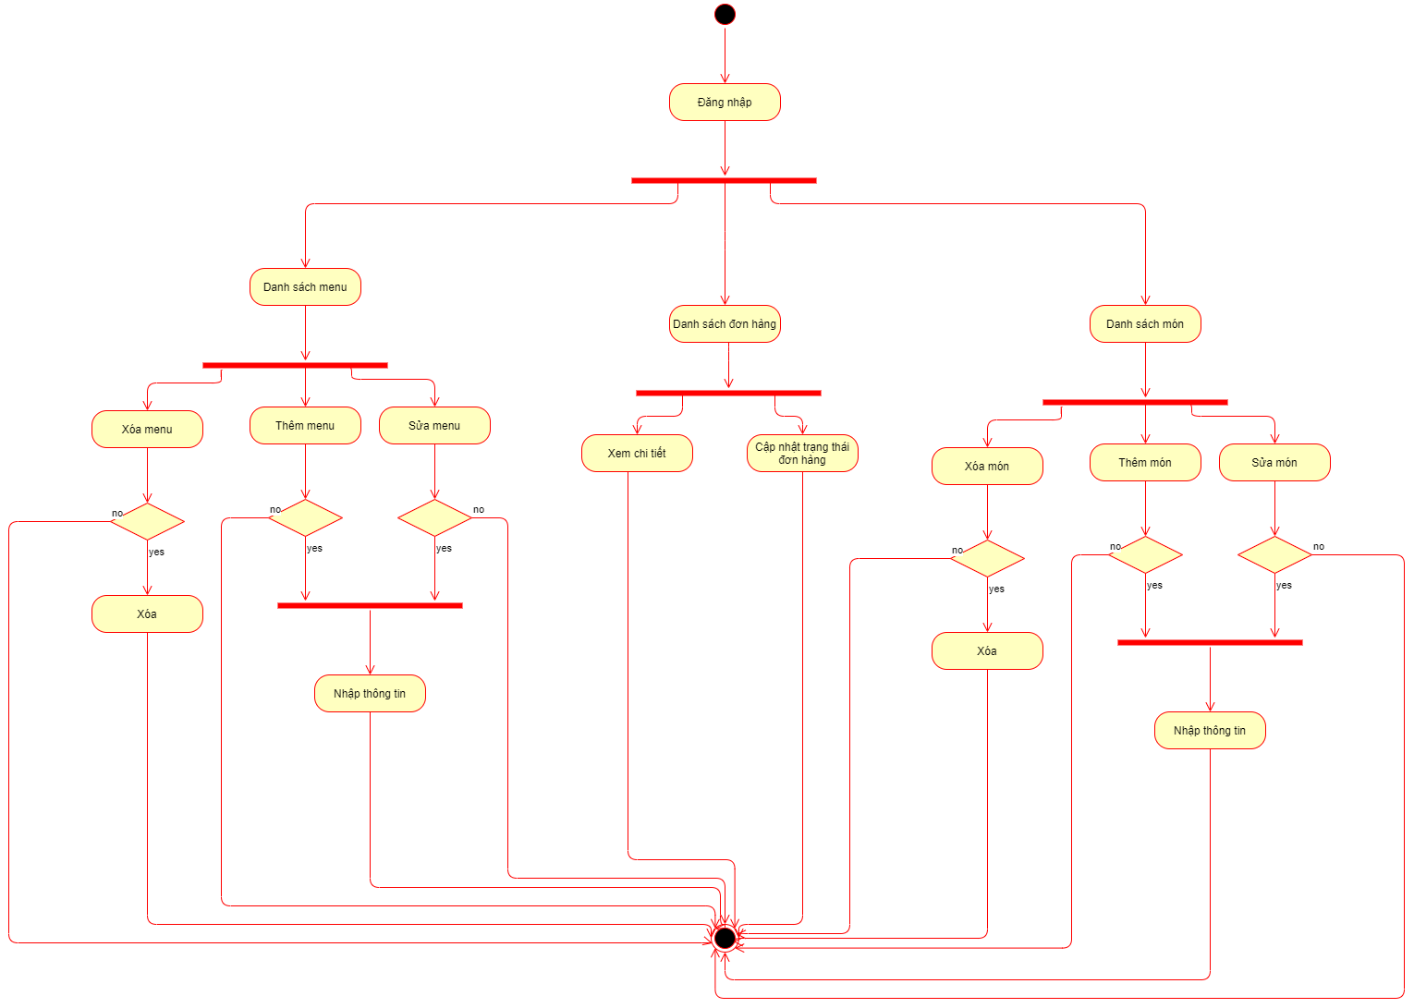 Đăng nhập
Danh sách menu
Danh sách đơn hàng
Danh sách món
Xóa menu
Thêm menu
Sửa menu
Xem chi tiết
Cập nhật trạng thái
đơn hàng
Xóa món
Thêm món
Sửa món
no
no
no
yes
yes
yes
no
no
no
yes
yes
yes
Xóa
Xóa
Nhập thông tin
Nhập thông tin